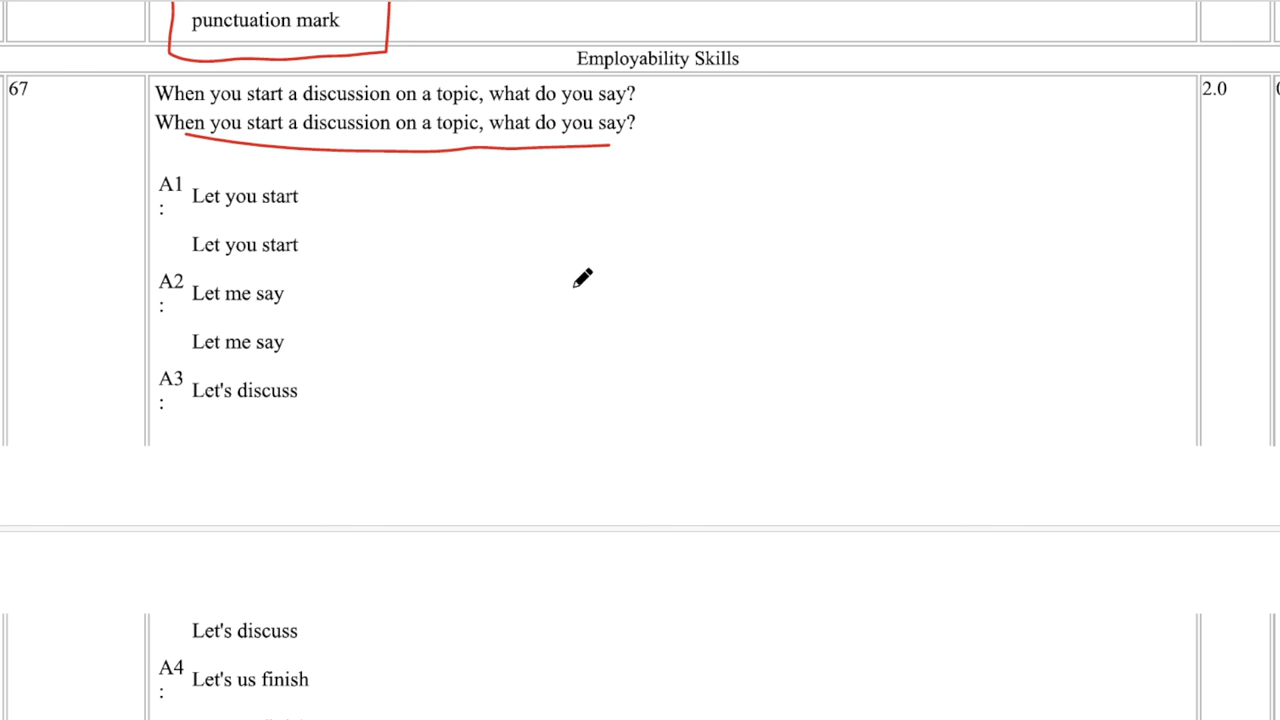 punctuation mark
Employability Skills
67
When you start a discussion on a topic, what do you say?
2.0
When you start a discussion on a topic, what do you say?
A1
:
Let you start
Let you start
A2
:
Let me say
Let me say
A3
:
Let's discuss
Let's discuss
A4
:
Let's us finish